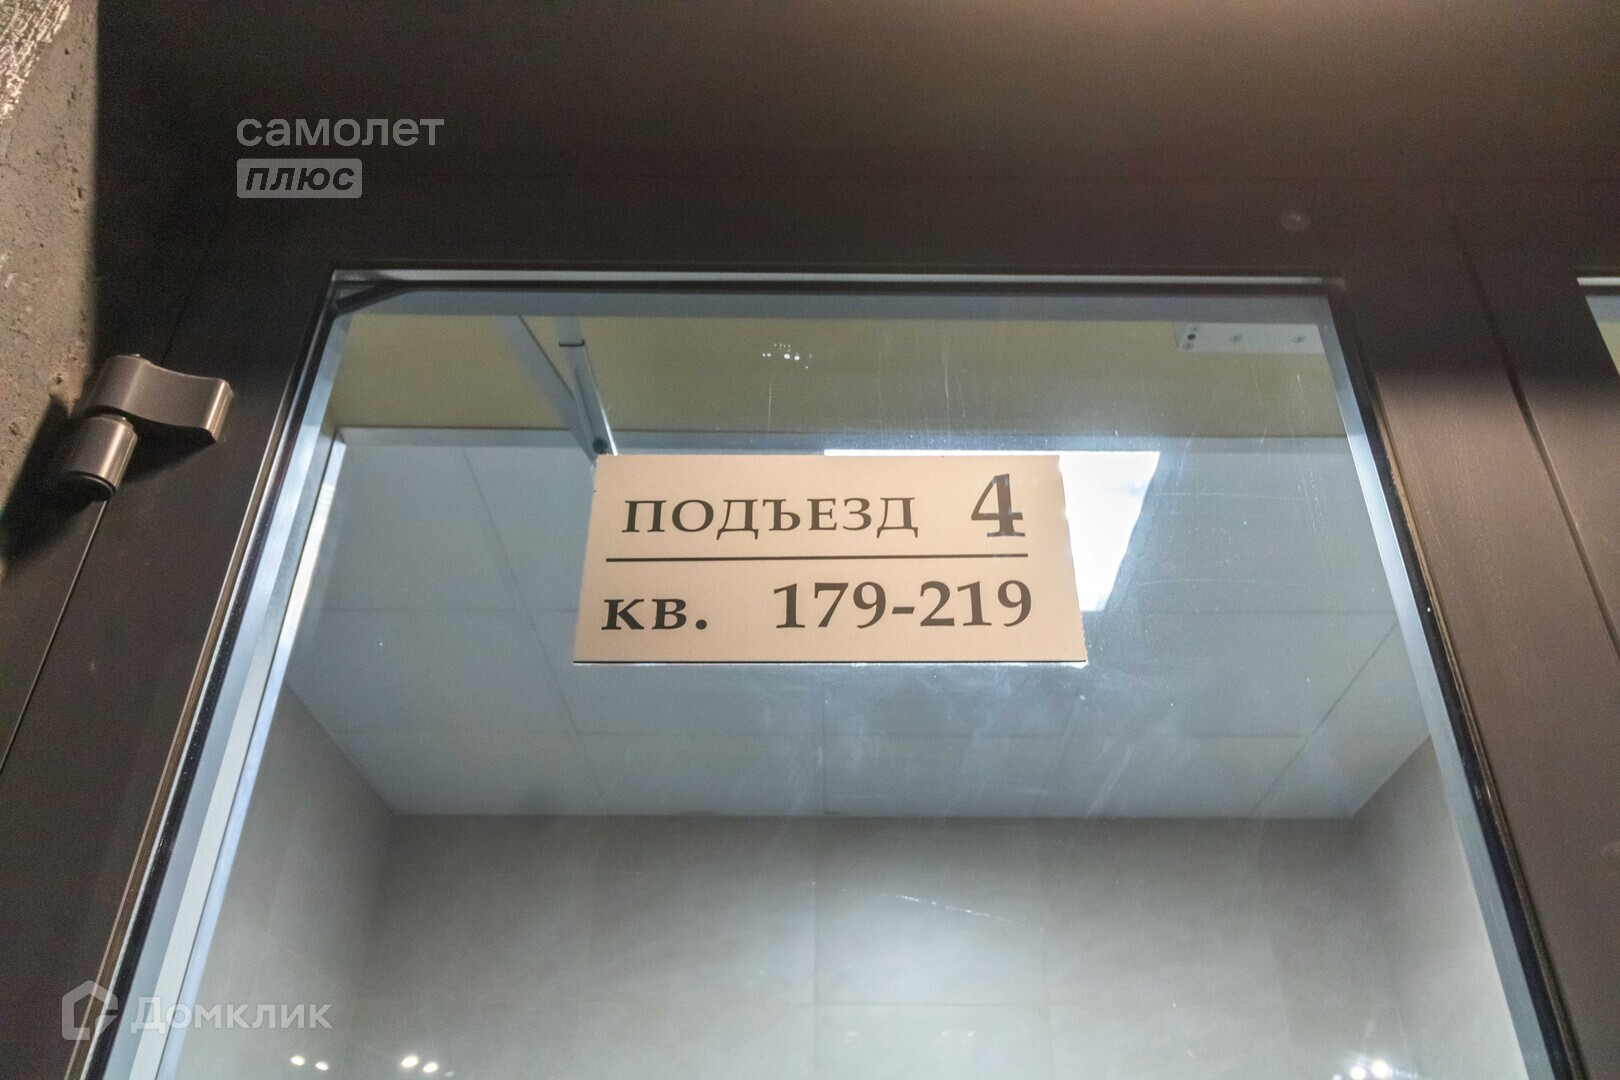 самолет
плюс
ПОДЪЕЗД 4
КВ. 179-219
Домклик